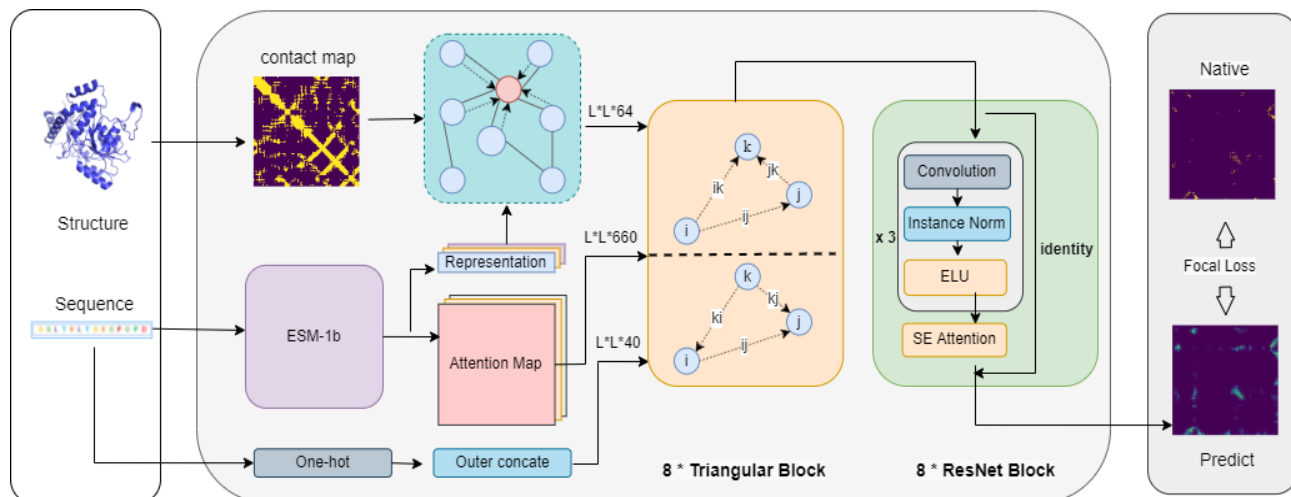 Structure
Sequence
AGLTALTAKGPGPD
contact map
ESM-1b
Representation
Attention Map
One-hot
Outer concate
L*L*64
L*L*660
L*L*40
k
ik
jk
j
i
ij
k
ki
kj
j
i
ij
8 * Triangular Block
Convolution
Instance Norm
x 3
ELU
identity
SE Attention
8 * ResNet Block
Native
Focal Loss
Predict